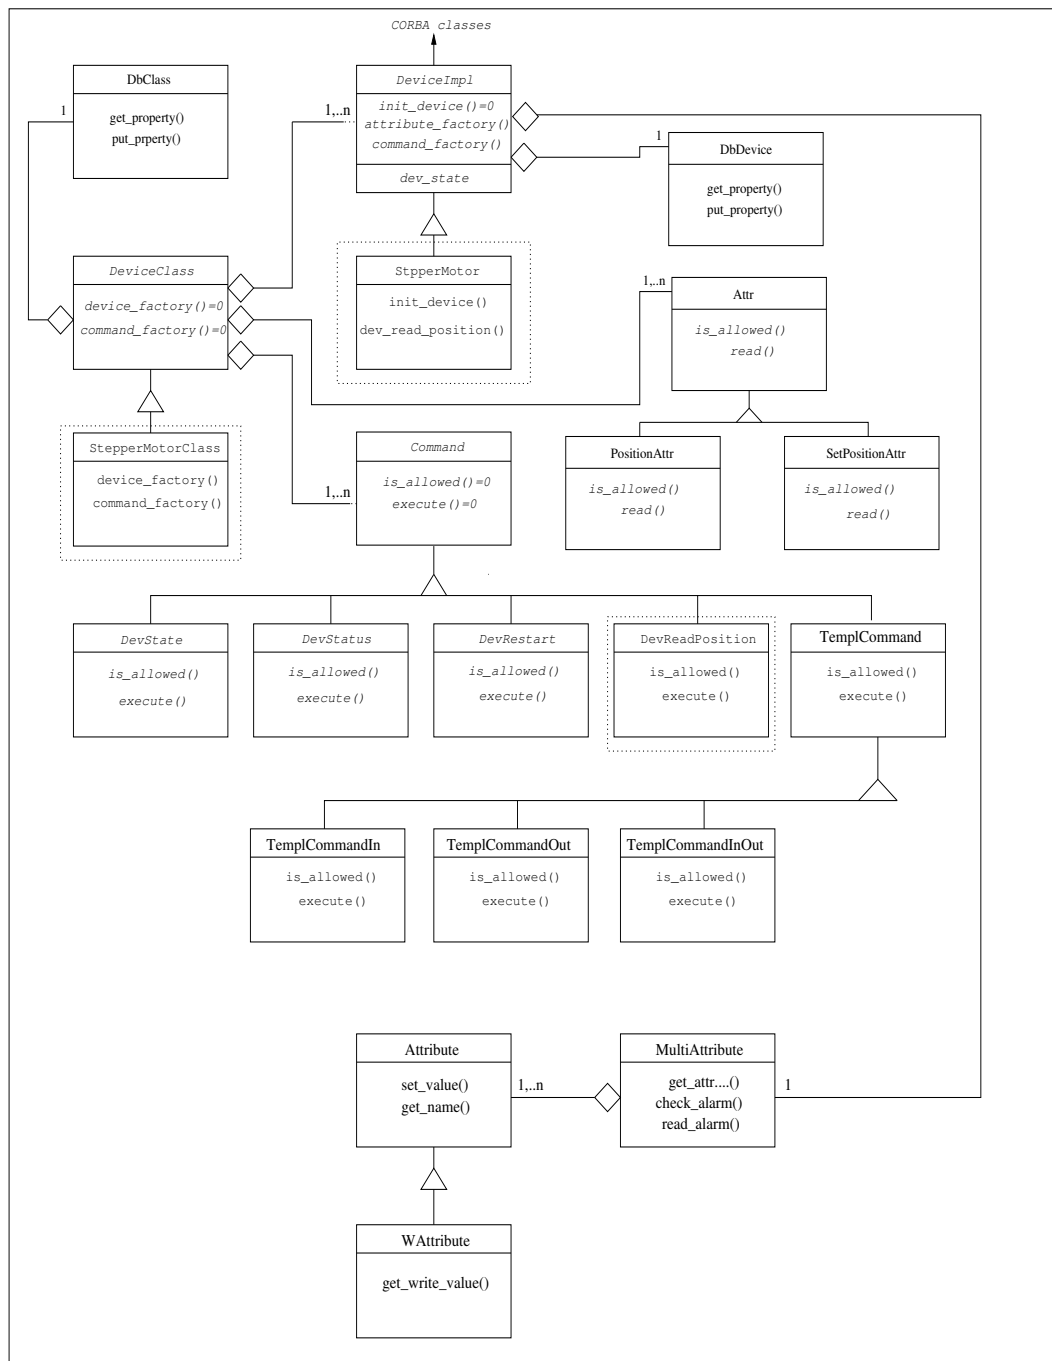 CORBA classes
DbClass
1
get_property()
put_prperty()
DeviceImpl
1,..n
init_device()=0
attribute_factory()
command_factory()
dev_state
1
DbDevice
get_property()
put_property()
DeviceClass
device_factory()=0
command_factory()=0
StpperMotor
init_device()
dev_read_position()
1,..n
Attr
is_allowed()
read()
StepperMotorClass
device_factory()
command_factory()
Command
1,..n
is_allowed()=0
execute()=0
PositionAttr
is_allowed()
read()
SetPositionAttr
is_allowed()
read()
DevState
is_allowed()
execute()
DevStatus
is_allowed()
execute()
DevRestart
is_allowed()
execute()
DevReadPosition
is_allowed()
execute()
TemplCommand
is_allowed()
execute()
TemplCommandIn
is_allowed()
execute()
TemplCommandOut
is_allowed()
execute()
TemplCommandInOut
is_allowed()
execute()
Attribute
set_value()
get_name()
1,..n
MultiAttribute
get_attr....()
check_alarm()
read_alarm()
1
WAttribute
get_write_value()